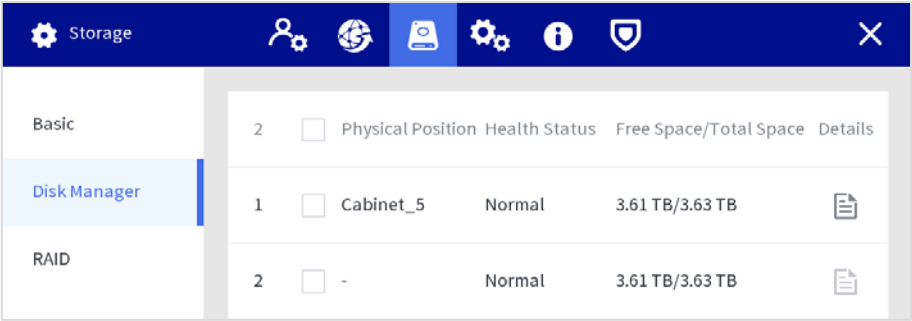 Storage
Basic
Disk Manager
RAID
2 Physical Position Health Status Free Space/Total Space Details
1 Cabinet_5 Normal 3.61 TB/3.63 TB
2 - Normal 3.61 TB/3.63 TB